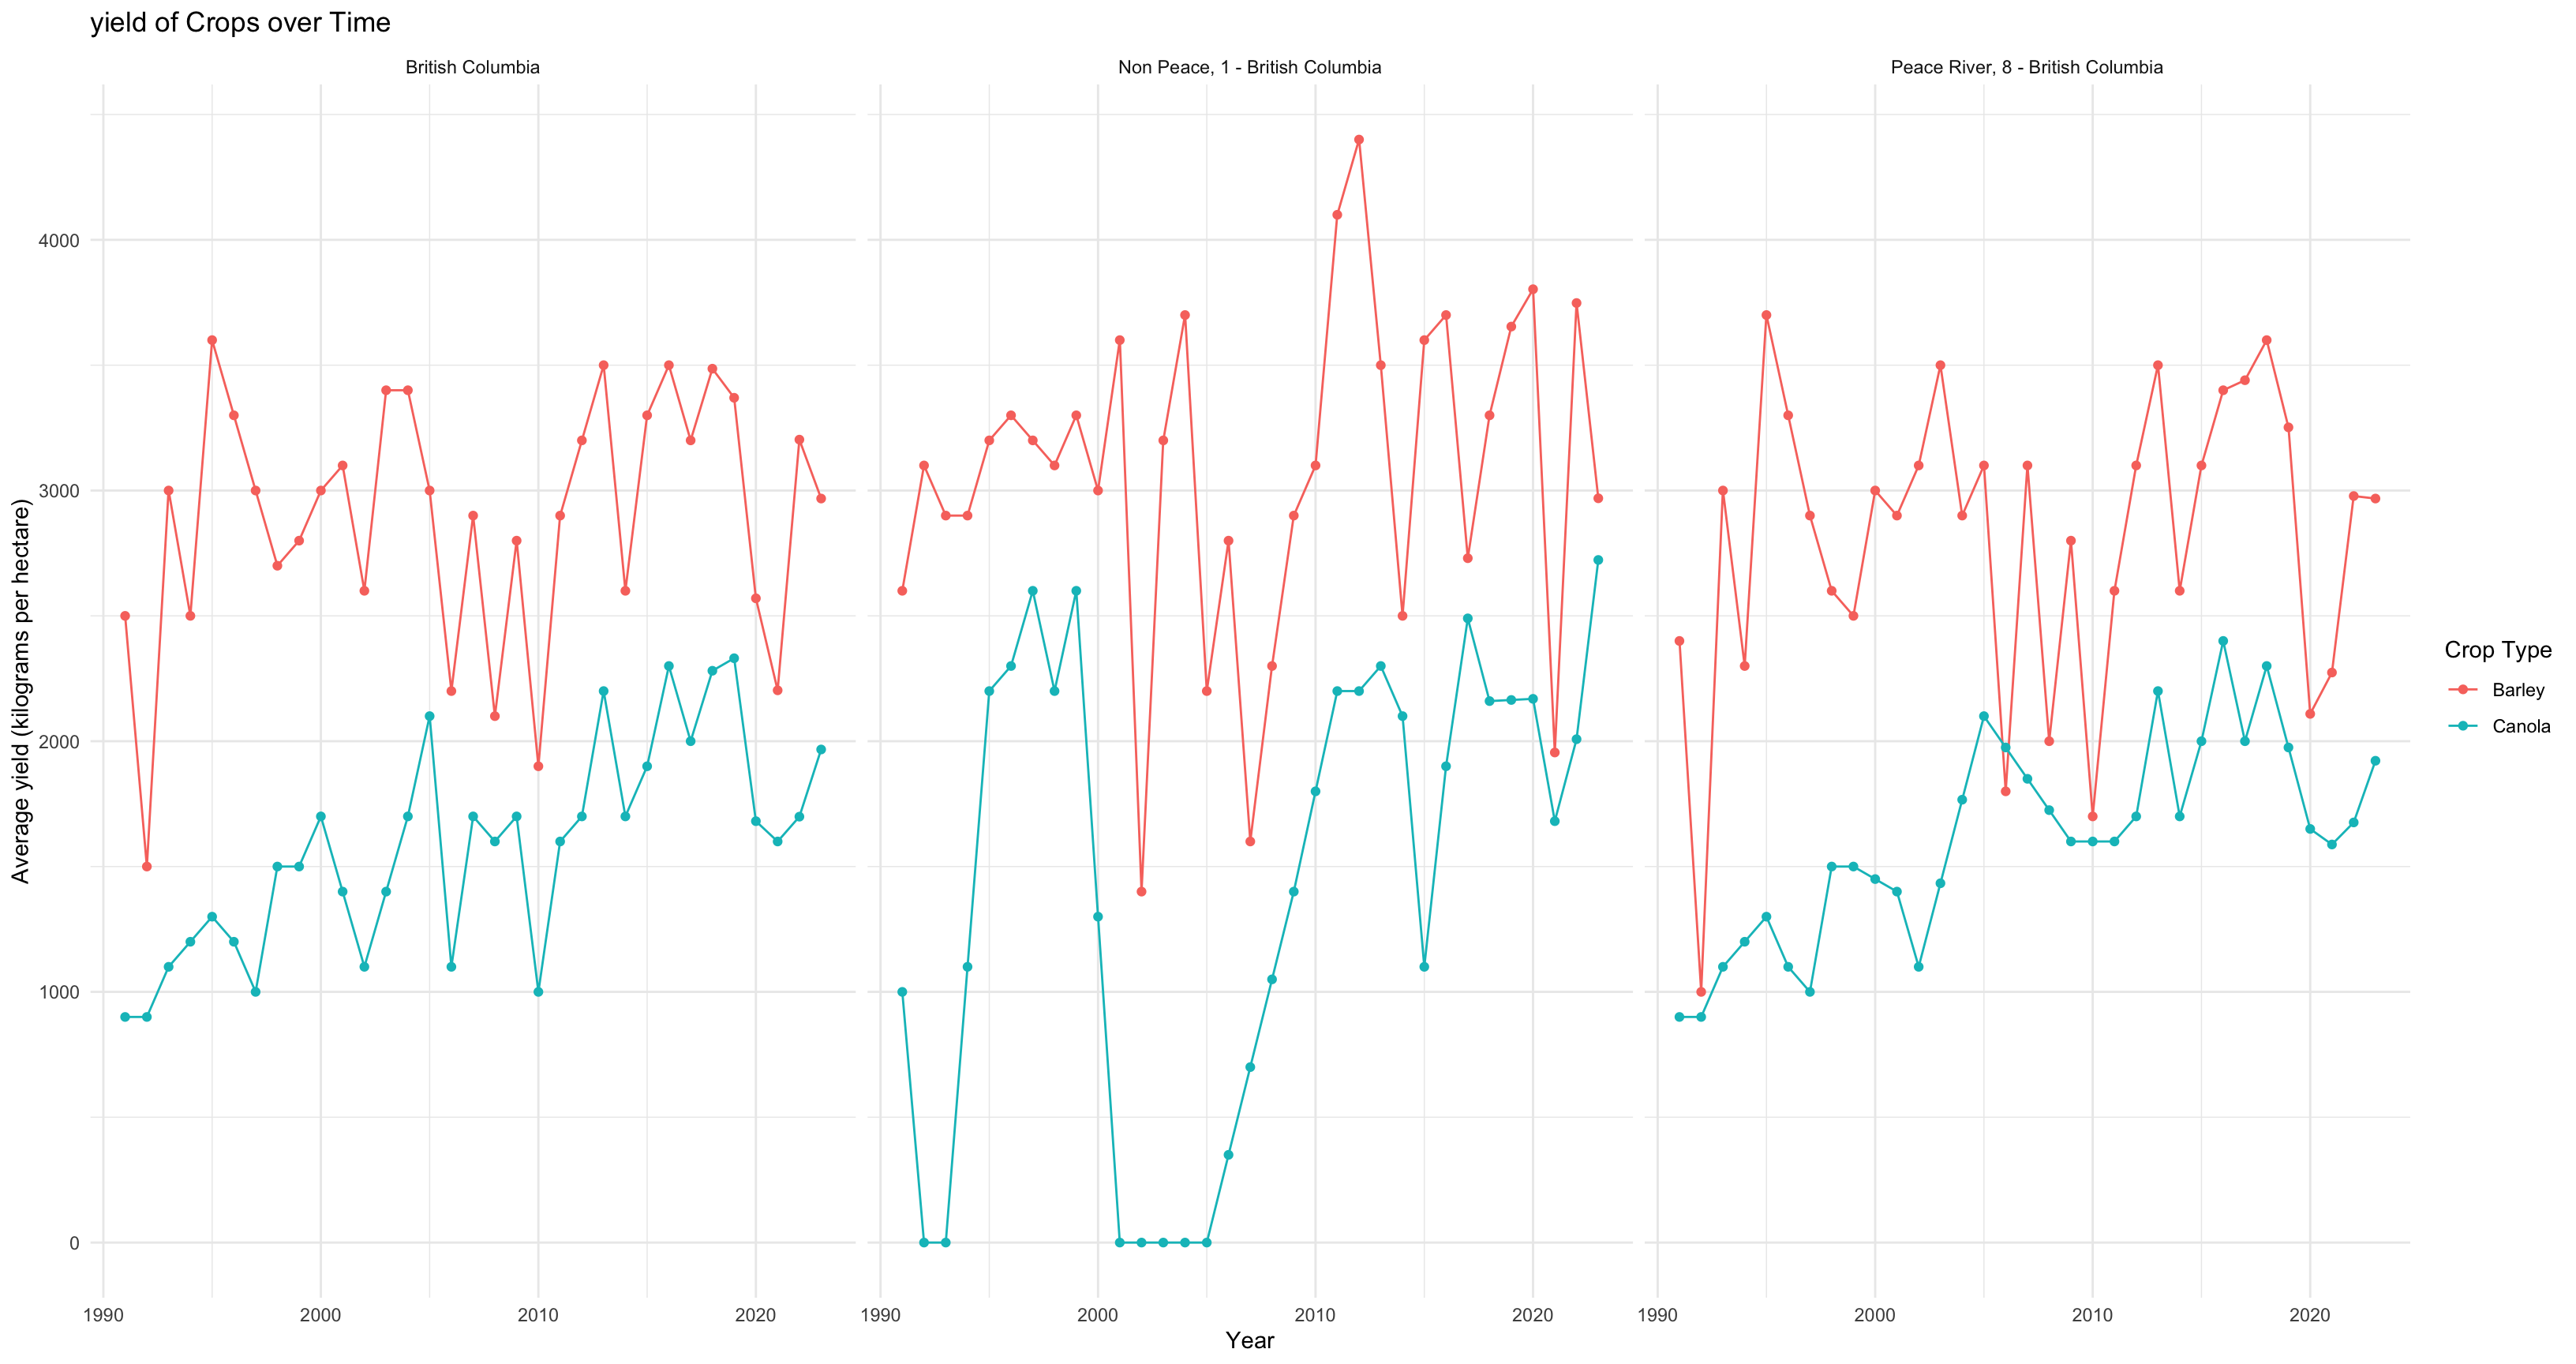 yield of Crops over Time
British Columbia
Non Peace, 1 - British Columbia
Peace River, 8 - British Columbia
Average yield (kilograms per hectare)
4000
3000
2000
1000
0
1990
2000
2010
2020
1990
2000
2010
2020
1990
2000
2010
2020
Year
Crop Type
Barley
Canola